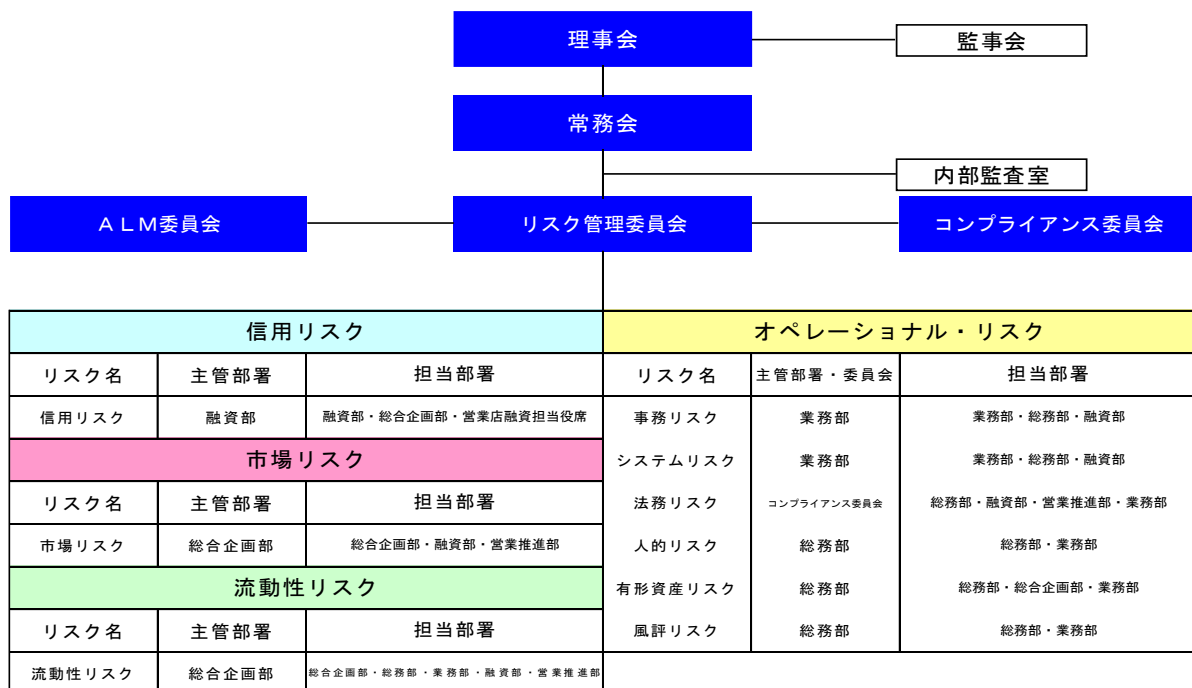 理事会
監事会
常務会
内部監査室
ALM委員会
リスク管理委員会
コンプライアンス委員会
信用リスク
リスク名 主管部署 担当部署
信用リスク 融資部 融資部・総合企画部・営業店融資担当役席
市場リスク
リスク名 主管部署 担当部署
市場リスク 総合企画部 総合企画部・融資部・営業推進部
流動性リスク
リスク名 主管部署 担当部署
流動性リスク 総合企画部 総合企画部・総務部・業務部・融資部・営業推進部
オペレーショナル・リスク
リスク名 主管部署・委員会 担当部署
事務リスク 業務部 業務部・総務部・融資部
システムリスク 業務部 業務部・総務部・融資部
法務リスク コンプライアンス委員会 総務部・融資部・営業推進部・業務部
人的リスク 総務部 総務部・業務部
有形資産リスク 総務部 総務部・総合企画部・業務部
風評リスク 総務部 総務部・業務部